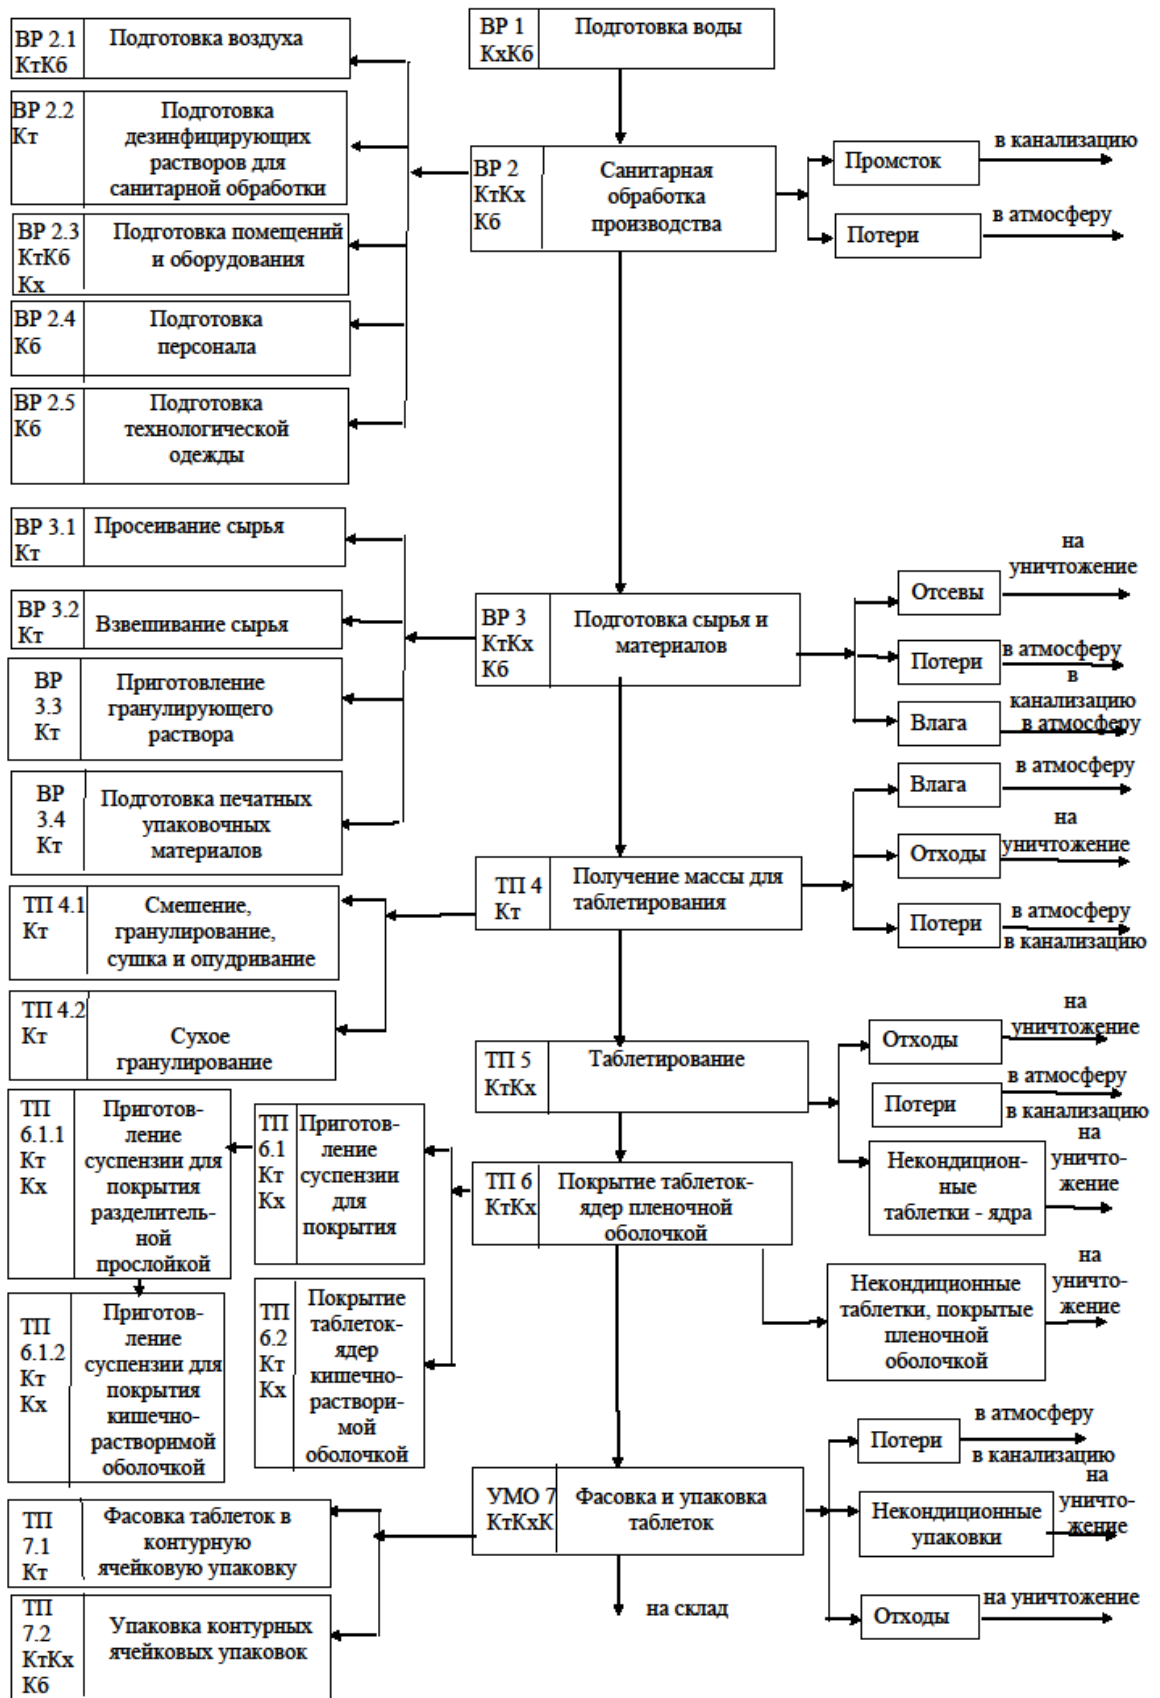 ВР 1
КхКб
Подготовка воды
ВР 2.1
КтКб
Подготовка воздуха
ВР 2.2
Кт
Подготовка
дезинфицирующих
растворов для
санитарной обработки
ВР 2.3
КтКб
Кх
Подготовка помещений
и оборудования
ВР 2.4
Кб
Подготовка
персонала
ВР 2.5
Кб
Подготовка
технологической
одежды
ВР 2
КтКх
Кб
Санитарная
обработка
производства
Промсток
в канализацию
Потери
в атмосферу
ВР 3.1
Кт
Просеивание сырья
ВР 3.2
Кт
Взвешивание сырья
ВР
3.3
Кт
Приготовление
гранулирующего
раствора
ВР
3.4
Кт
Подготовка печатных
упаковочных
материалов
ВР 3
КтКх
Кб
Подготовка сырья и
материалов
Отсевы
на
уничтожение
Потери
в атмосферу
в
канализацию
Влага
в атмосферу
ТП 4.1
Кт
Смешение,
гранулирование,
сушка и опудривание
ТП 4.2
Кт
Сухое
гранулирование
ТП 4
Кт
Получение массы для
таблетирования
Влага
в атмосферу
Отходы
на
уничтожение
Потери
в атмосферу
в канализацию
ТП 5
КтКх
Таблетирование
Отходы
на
уничтожение
Потери
в атмосферу
в канализацию
Некондицион-
ные
таблетки - ядра
на
уничто-
жение
ТП
6.1.1
Кт
Кх
Приготов-
ление
суспензии для
покрытия
разделитель-
ной
прослойкой
ТП
6.1
Кт
Кх
Приготов-
ление
суспензии
для
покрытия
ТП 6
КтКх
Покрытие таблеток-
ядер пленочной
оболочкой
ТП
6.1.2
Кт
Кх
Приготов-
ление
суспензии для
покрытия
кишечно-
растворимой
оболочкой
ТП
6.2
Кт
Кх
Покрытие
таблеток-
ядер
кишечно-
раствори-
мой
оболочкой
Некондиционные
таблетки, покрытые
пленочной
оболочкой
на
уничто-
жение
ТП
7.1
Кт
Фасовка таблеток в
контурную
ячейковую упаковку
ТП
7.2
КтКх
Кб
Упаковка контурных
ячейковых упаковок
УМО 7
КтКхК
Фасовка и упаковка
таблеток
Потери
в атмосферу
в канализацию
Некондиционные
упаковки
на
уничто-
жение
Отходы
на уничтожение
на склад